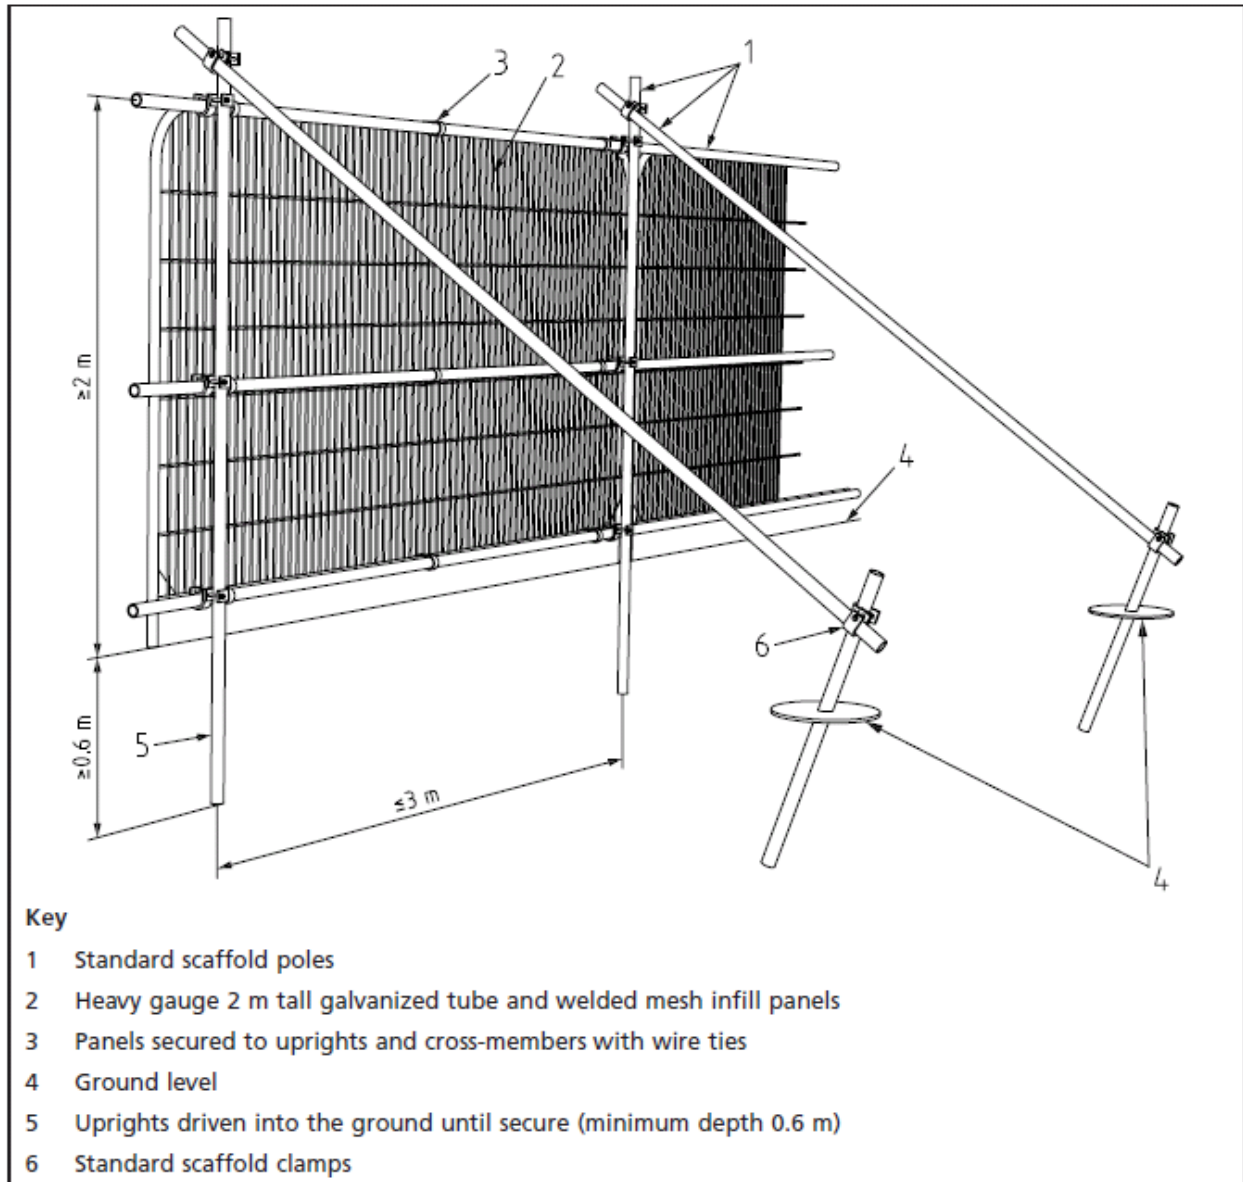 1
3
2
≥2 m
4
6
5
≥0.6 m
≤3 m
4
Key
1 Standard scaffold poles
2 Heavy gauge 2 m tall galvanized tube and welded mesh infill panels
3 Panels secured to uprights and cross-members with wire ties
4 Ground level
5 Uprights driven into the ground until secure (minimum depth 0.6 m)
6 Standard scaffold clamps